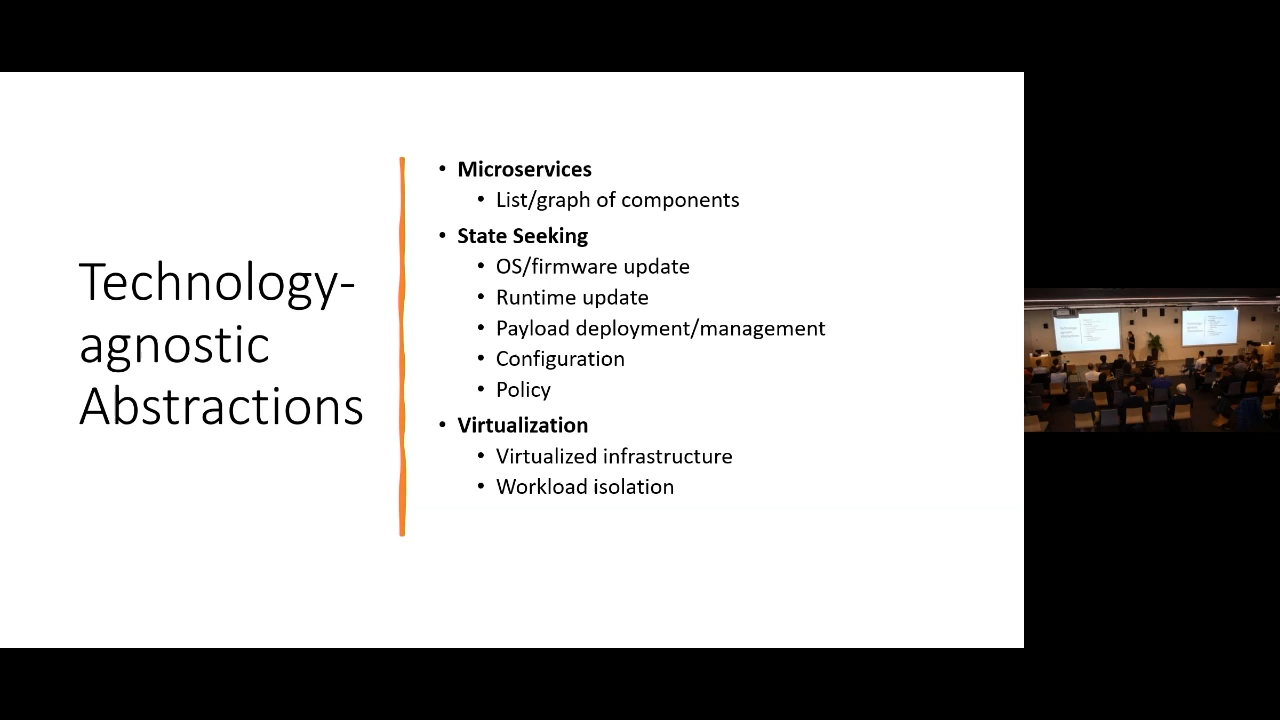 Technology-
agnostic
Abstractions
• Microservices
• List/graph of components
• State Seeking
• OS/firmware update
• Runtime update
• Payload deployment/management
• Configuration
• Policy
• Virtualization
• Virtualized infrastructure
• Workload isolation